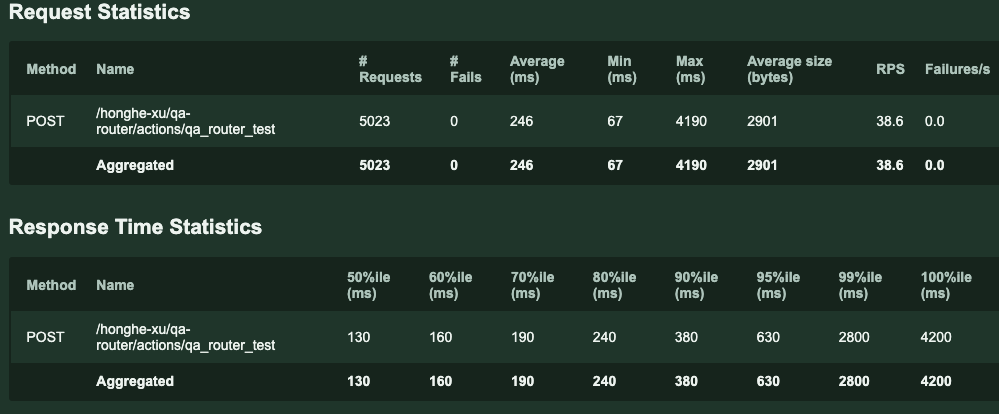 Request Statistics
Method Name # Requests # Fails Average (ms) Min (ms) Max (ms) Average size (bytes) RPS Failures/s
POST /honghe-xu/qa-router/actions/qa_router_test 5023 0 246 67 4190 2901 38.6 0.0
Aggregated 5023 0 246 67 4190 2901 38.6 0.0
Response Time Statistics
Method Name 50%ile (ms) 60%ile (ms) 70%ile (ms) 80%ile (ms) 90%ile (ms) 95%ile (ms) 99%ile (ms) 100%ile (ms)
POST /honghe-xu/qa-router/actions/qa_router_test 130 160 190 240 380 630 2800 4200
Aggregated 130 160 190 240 380 630 2800 4200